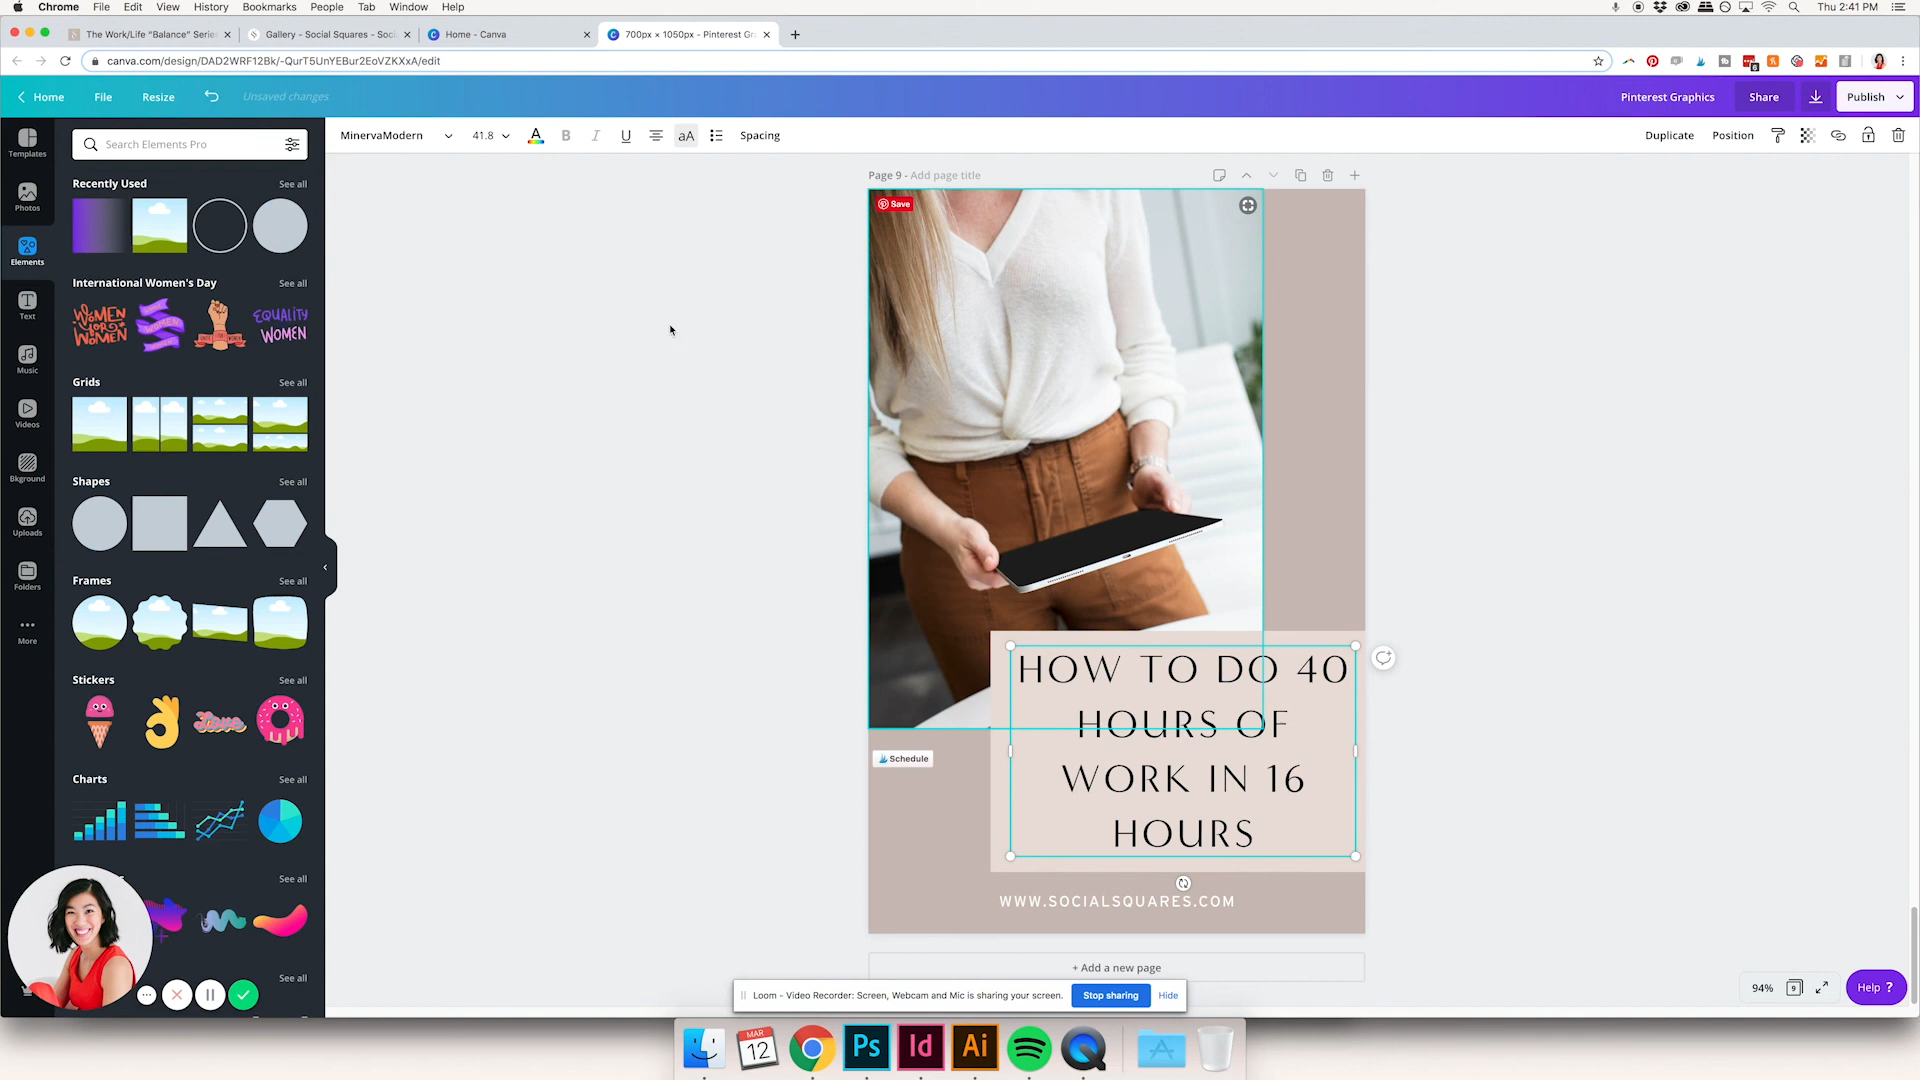 Chrome File Edit View History Bookmarks People Tab Window Help Thu 2:41 PM
The Work/Life “Balance” Serie Gallery - Social Squares - Soci Home - Canva 700px × 1050px - Pinterest Gr
canva.com/design/DAD2WRF12Bk/-QurT5UnYEBur2EoVZKXxA/edit
Home File Resize Unsaved changes Pinterest Graphics Share Publish
MinervaModern 41.8 A B I U aA Spacing Duplicate Position
Templates
Photos
Elements
Text
Music
Videos
Bkground
Uploads
Folders
More
Search Elements Pro
Recently Used See all
International Women's Day See all
WOMEN FOR WOMEN
EQUALITY
WOMEN
Grids See all
Shapes See all
Frames See all
Stickers See all
Love
Charts See all
See all
See all
Page 9 - Add page title
Save
HOW TO DO 40
HOURS OF
WORK IN 16
HOURS
Schedule
WWW.SOCIALSQUARES.COM
+ Add a new page
Loom - Video Recorder: Screen, Webcam and Mic is sharing your screen. Stop sharing Hide
94% 9 Help ?
MAR
12
Ps Id Ai